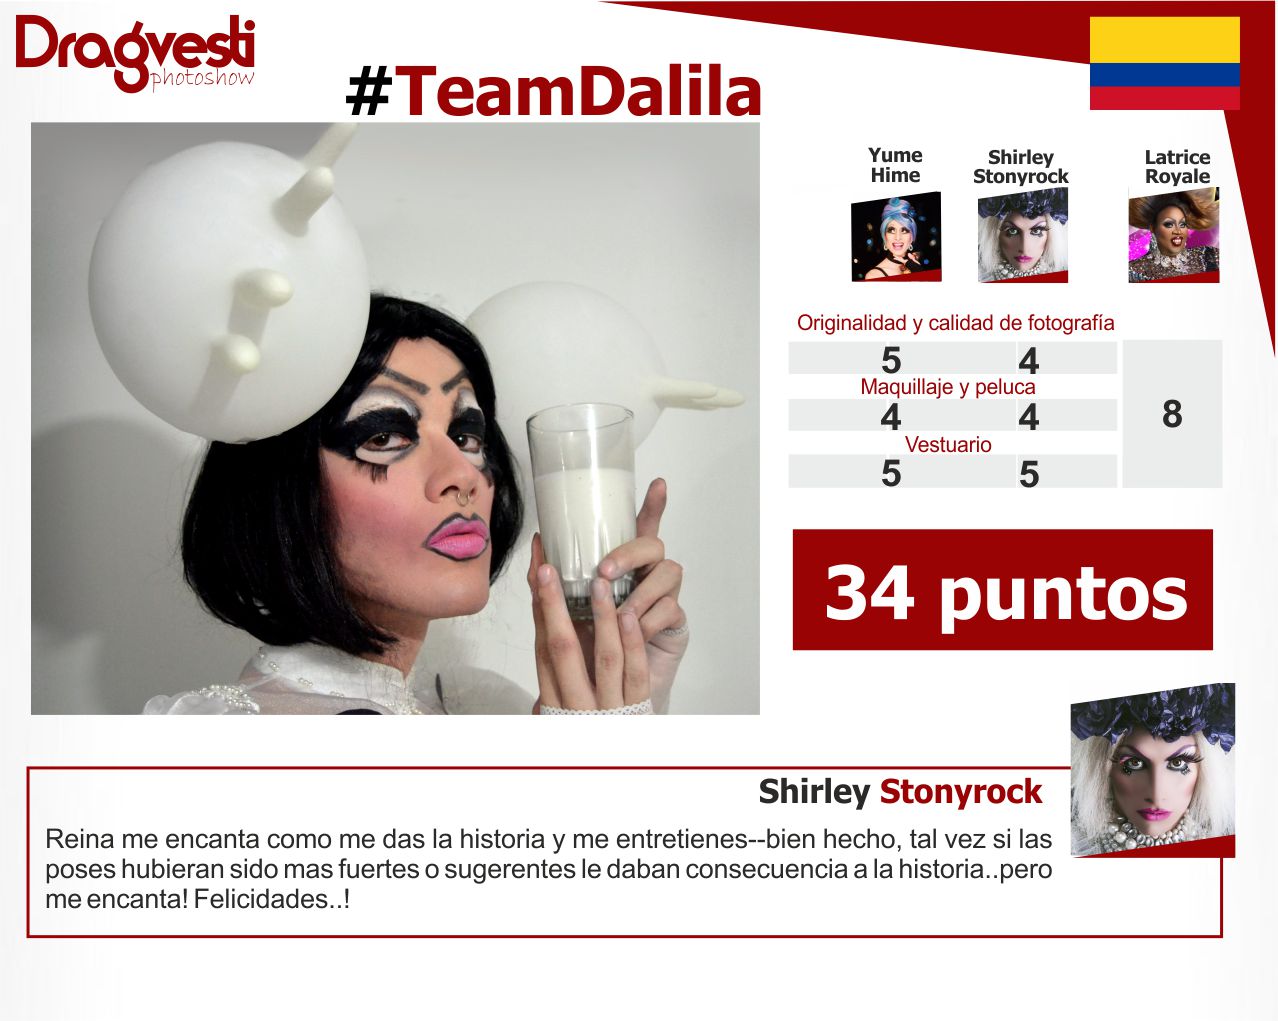 Dragvesti
photoshow
#TeamDalila
Yume
Hime
Shirley
Stonyrock
Latrice
Royale
Originalidad y calidad de fotografía
5 4
Maquillaje y peluca
4 4
8
Vestuario
5 5
34 puntos
Shirley Stonyrock
Reina me encanta como me das la historia y me entretienes--bien hecho, tal vez si las
poses hubieran sido mas fuertes o sugerentes le daban consecuencia a la historia..pero
me encanta! Felicidades..!